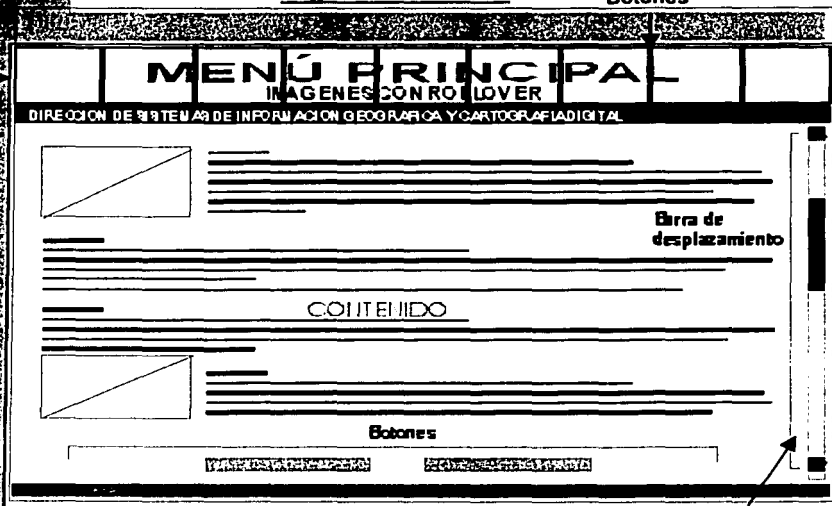 Botones
MENÚ PRINCIPAL
IMAGENES CON ROLLOVER
DIRECCION DE SISTEMAS DE INFORMACION GEOGRAFICA Y CARTOGRAFIA DIGITAL
Barra de
desplazamiento
CONTENIDO
Botones